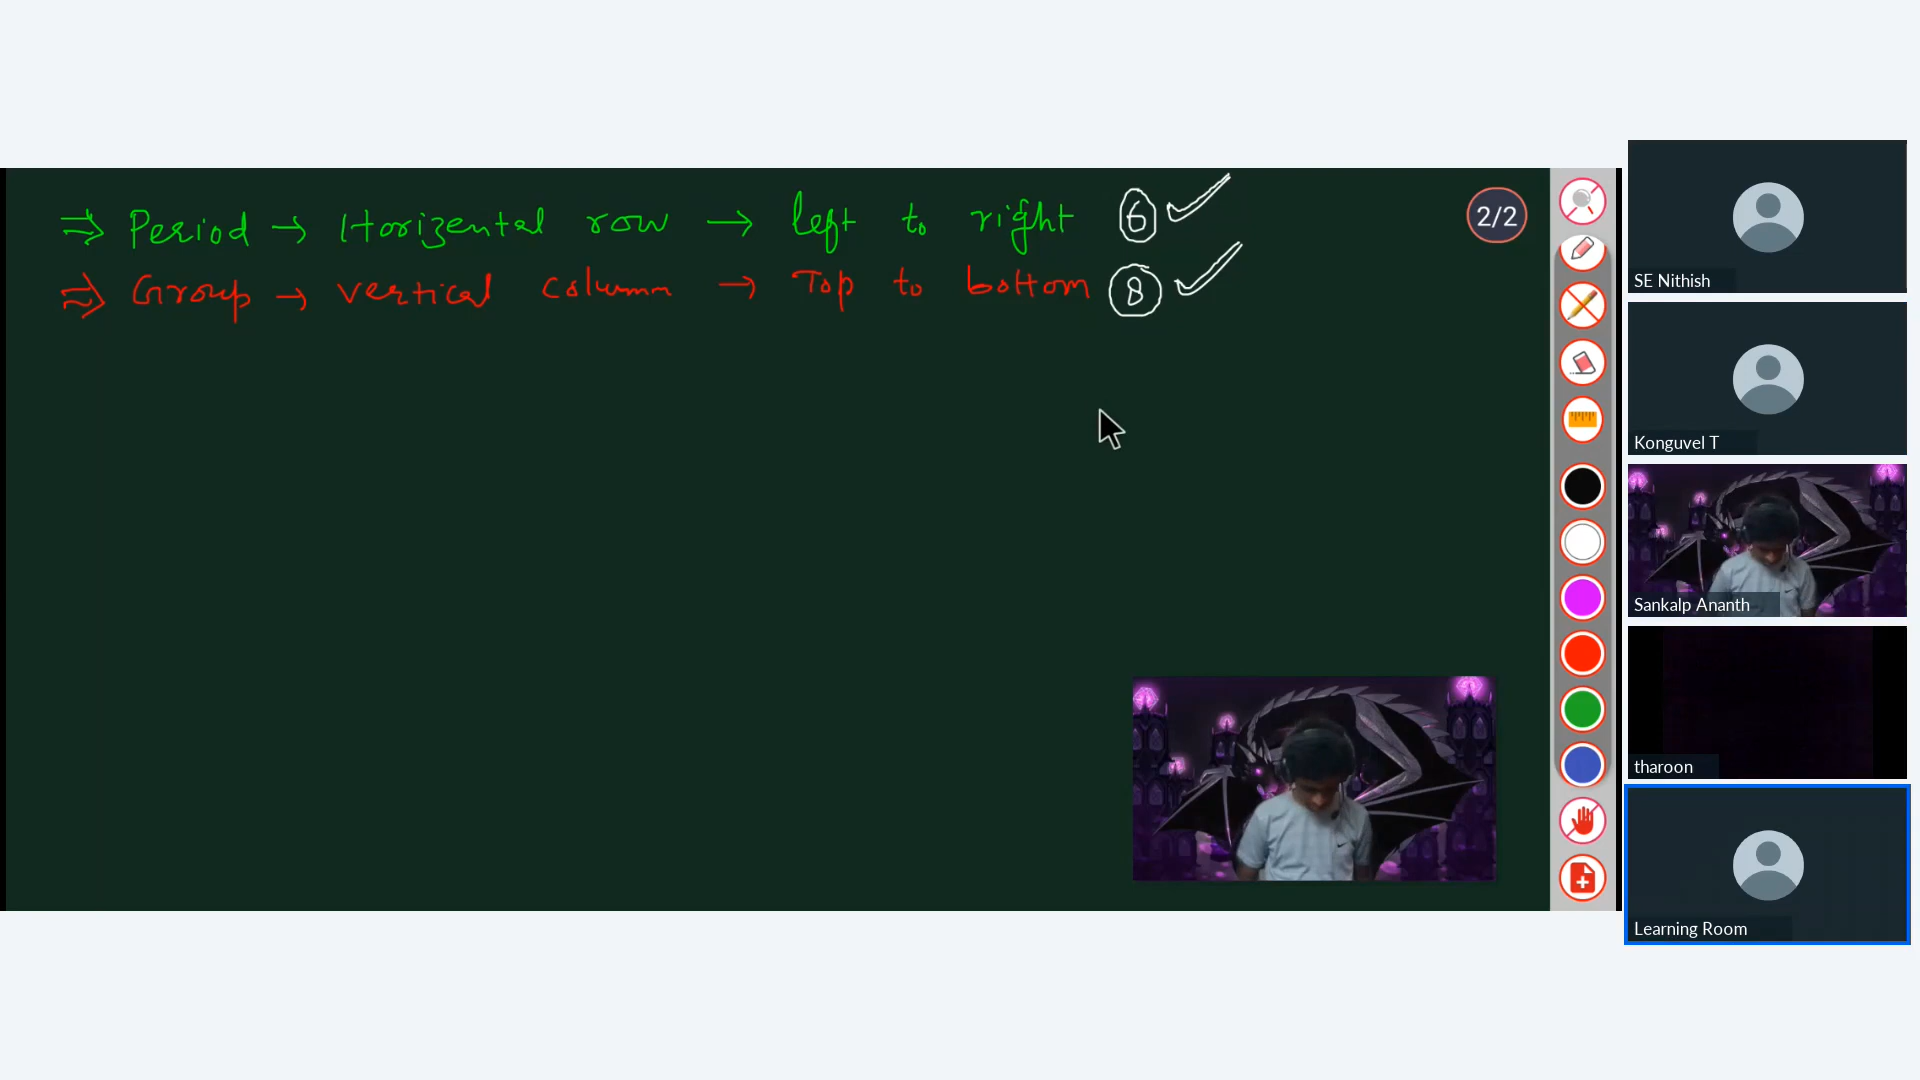 ⇒ Period → Horizental row → left to right 6 ✓
⇒ Group → vertical column → Top to bottom 8 ✓
2/2
SE Nithish
Konguvel T
Sankalp Ananth
tharoon
Learning Room